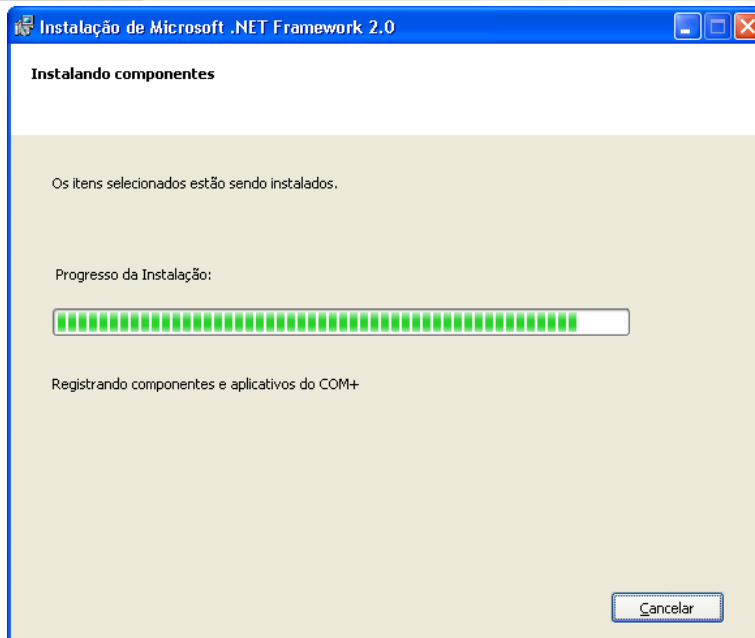 Instalação de Microsoft .NET Framework 2.0
Instalando componentes
Os itens selecionados estão sendo instalados.
Progresso da Instalação:
Registrando componentes e aplicativos do COM+
Cancelar